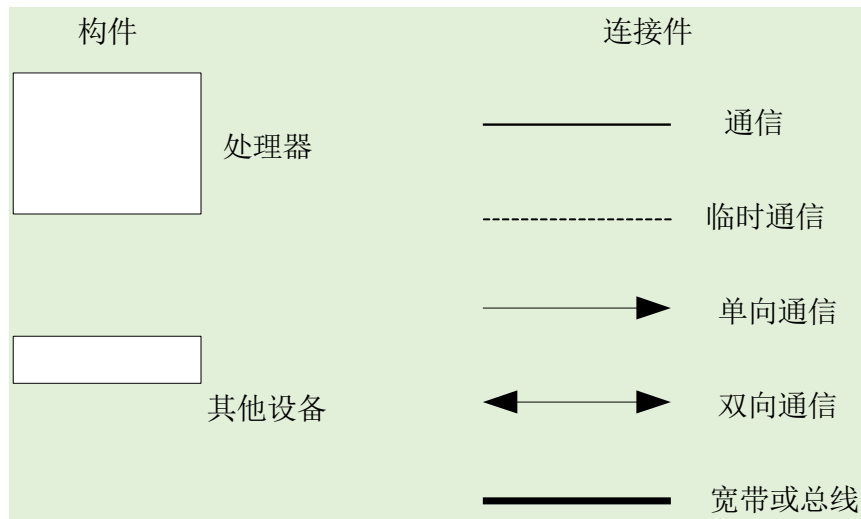 构件
连接件
处理器
通信
临时通信
单向通信
其他设备
双向通信
宽带或总线